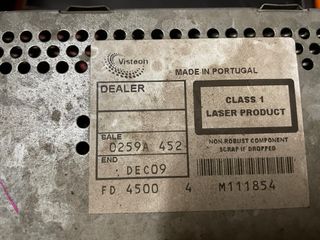 Visteon
MADE IN PORTUGAL
DEALER
CLASS 1
LASER PRODUCT
SALE
0259A 452
NON ROBUST COMPONENT
SCRAP IF DROPPED
END
DEC09
FD 4500 4 M111854